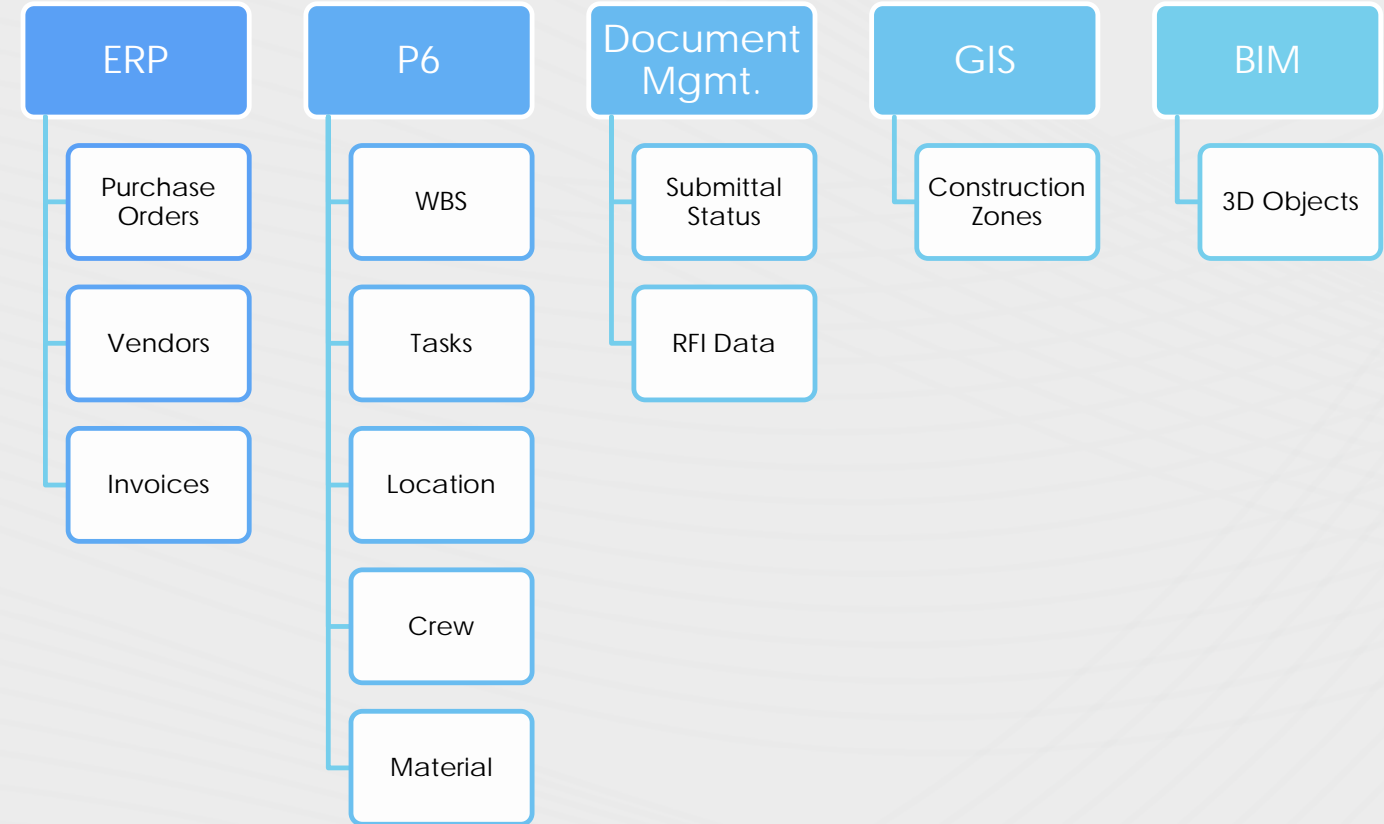 ERP
Purchase
Orders
Vendors
Invoices
P6
WBS
Tasks
Location
Crew
Material
Document
Mgmt.
Submittal
Status
RFI Data
GIS
Construction
Zones
BIM
3D Objects